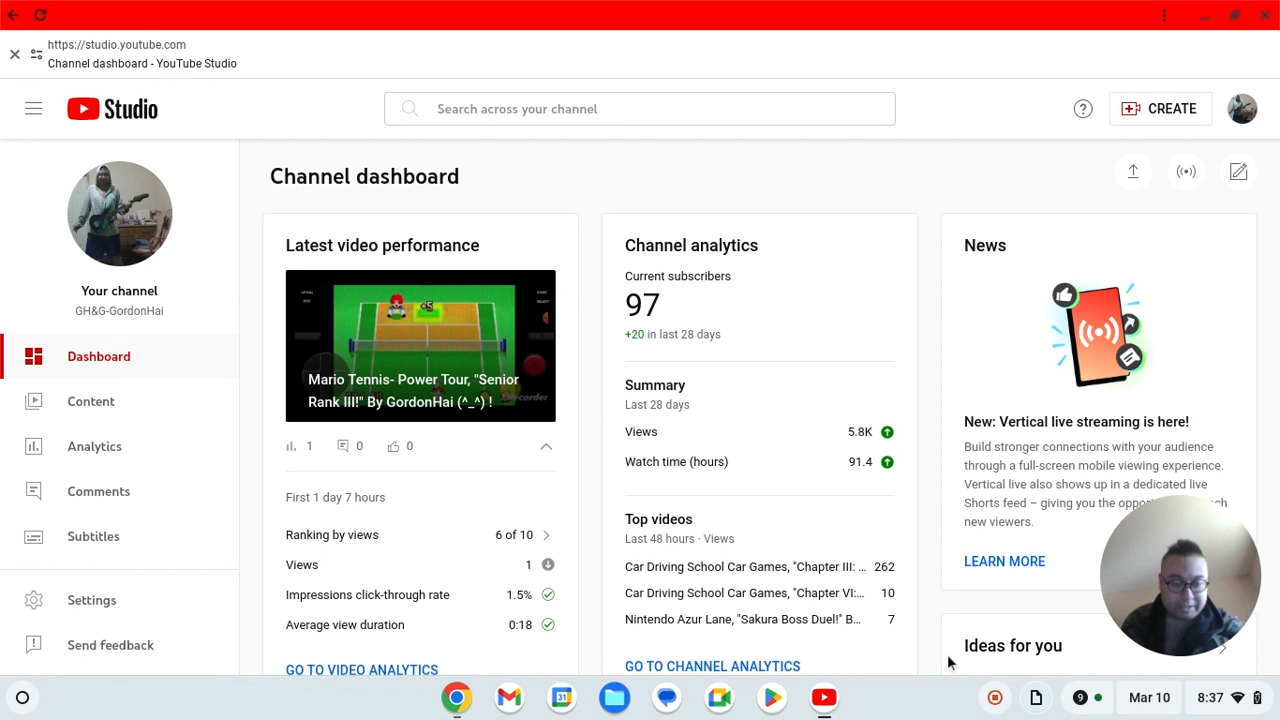 https://studio.youtube.com
Channel dashboard - YouTube Studio
Studio
Search across your channel
CREATE
Your channel
GH&G-GordonHai
Dashboard
Content
Analytics
Comments
Subtitles
Settings
Send feedback
Channel dashboard
Latest video performance
Mario Tennis- Power Tour, "Senior
Rank III!" By GordonHai (^_^) !
1 0 0
First 1 day 7 hours
Ranking by views 6 of 10
Views 1
Impressions click-through rate 1.5%
Average view duration 0:18
GO TO VIDEO ANALYTICS
Channel analytics
Current subscribers
97
+20 in last 28 days
Summary
Last 28 days
Views 5.8K
Watch time (hours) 91.4
Top videos
Last 48 hours · Views
Car Driving School Car Games, "Chapter III: ... 262
Car Driving School Car Games, "Chapter VI:... 10
Nintendo Azur Lane, "Sakura Boss Duel!" B... 7
GO TO CHANNEL ANALYTICS
News
New: Vertical live streaming is here!
Build stronger connections with your audience
through a full-screen mobile viewing experience.
Vertical live also shows up in a dedicated live
Shorts feed – giving you the
new viewers.
LEARN MORE
Ideas for you
9
Mar 10
8:37